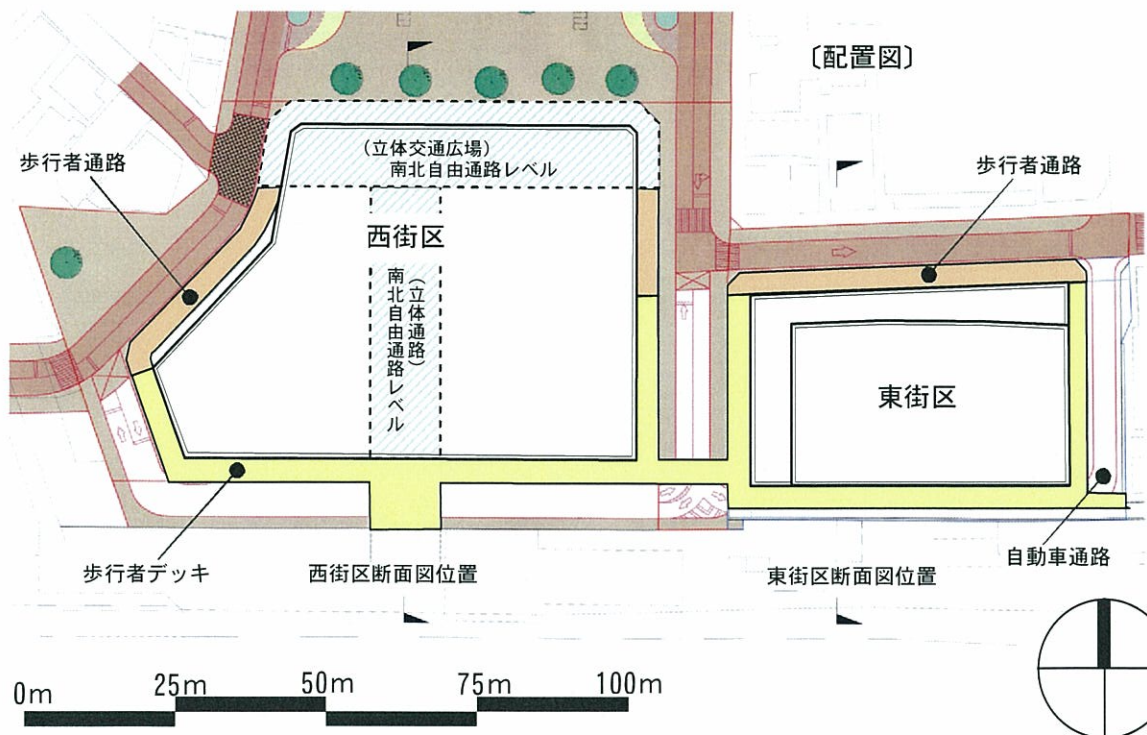 〔配置図〕
歩行者通路
(立体交通広場)
南北自由通路レベル
歩行者通路
西街区
(立体通路)
南北自由通路レベル
東街区
歩行者デッキ
西街区断面図位置
東街区断面図位置
自動車通路
0m 25m 50m 75m 100m